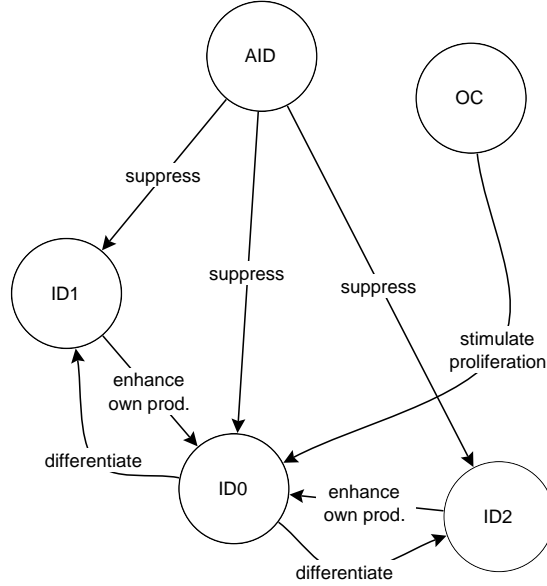 AID
OC
suppress
suppress
suppress
ID1
stimulate
proliferation
enhance
own prod.
differentiate
ID0
enhance
own prod.
ID2
differentiate